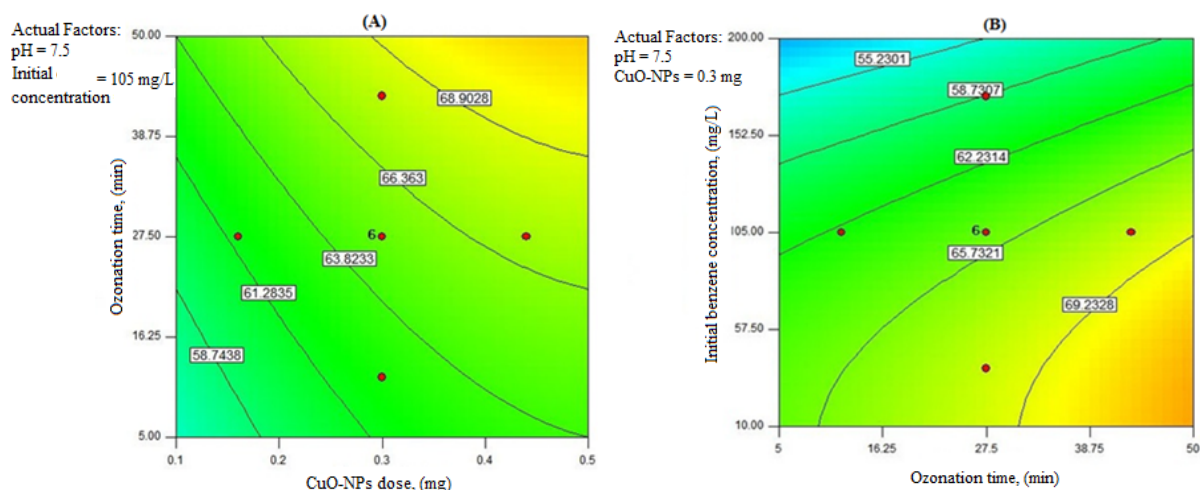 (A)
Actual Factors:
pH = 7.5
Initial
= 105 mg/L
concentration
Ozonation time, (min)
50.00
38.75
27.50
16.25
5.00
68.9028
66.363
6
63.8233
61.2835
58.7438
0.1
0.2
0.3
0.4
0.5
CuO-NPs dose, (mg)
(B)
Actual Factors:
pH = 7.5
CuO-NPs = 0.3 mg
Initial benzene concentration, (mg/L)
200.00
152.50
105.00
57.50
10.00
55.2301
58.7307
62.2314
6
65.7321
69.2328
5
16.25
27.5
38.75
50
Ozonation time, (min)